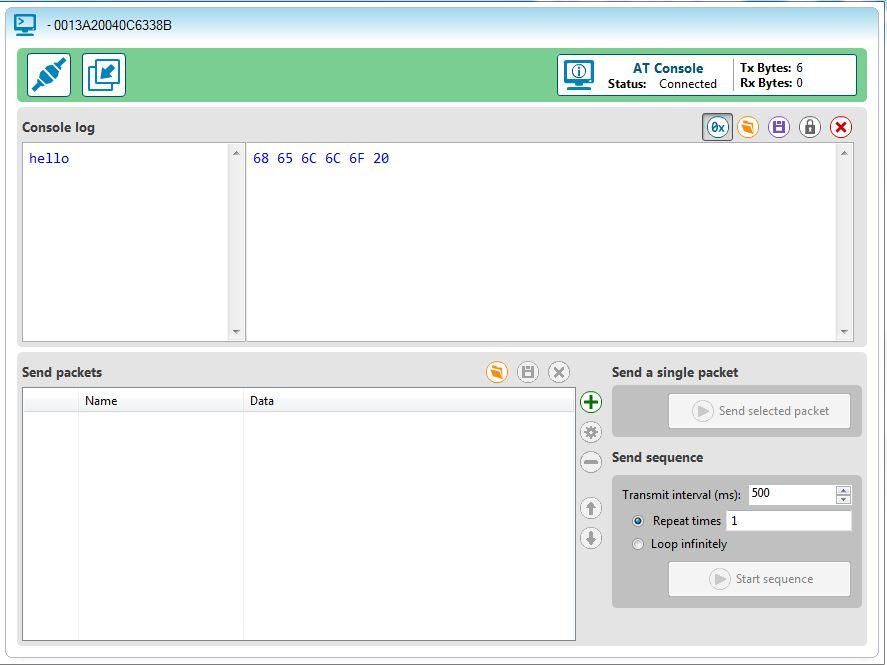 - 0013A20040C6338B
AT Console
Status: Connected
Tx Bytes: 6
Rx Bytes: 0
Console log
0x
hello
68 65 6C 6C 6F 20
Send packets
Name Data
Send a single packet
Send selected packet
Send sequence
Transmit interval (ms): 500
Repeat times 1
Loop infinitely
Start sequence